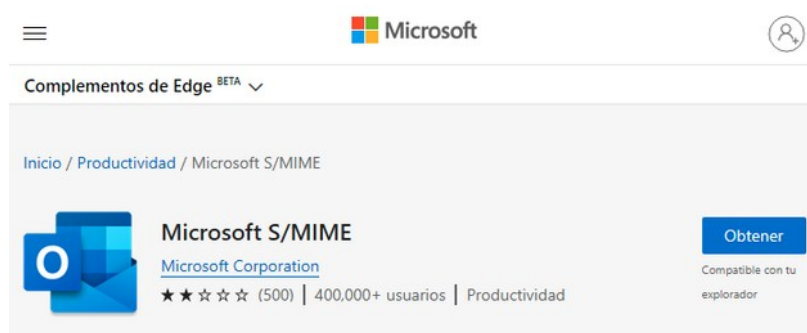 Microsoft
Complementos de Edge BETA
Inicio / Productividad / Microsoft S/MIME
Microsoft S/MIME
Obtener
Microsoft Corporation
Compatible con tu
explorador
★★☆☆☆ (500) | 400,000+ usuarios | Productividad
O